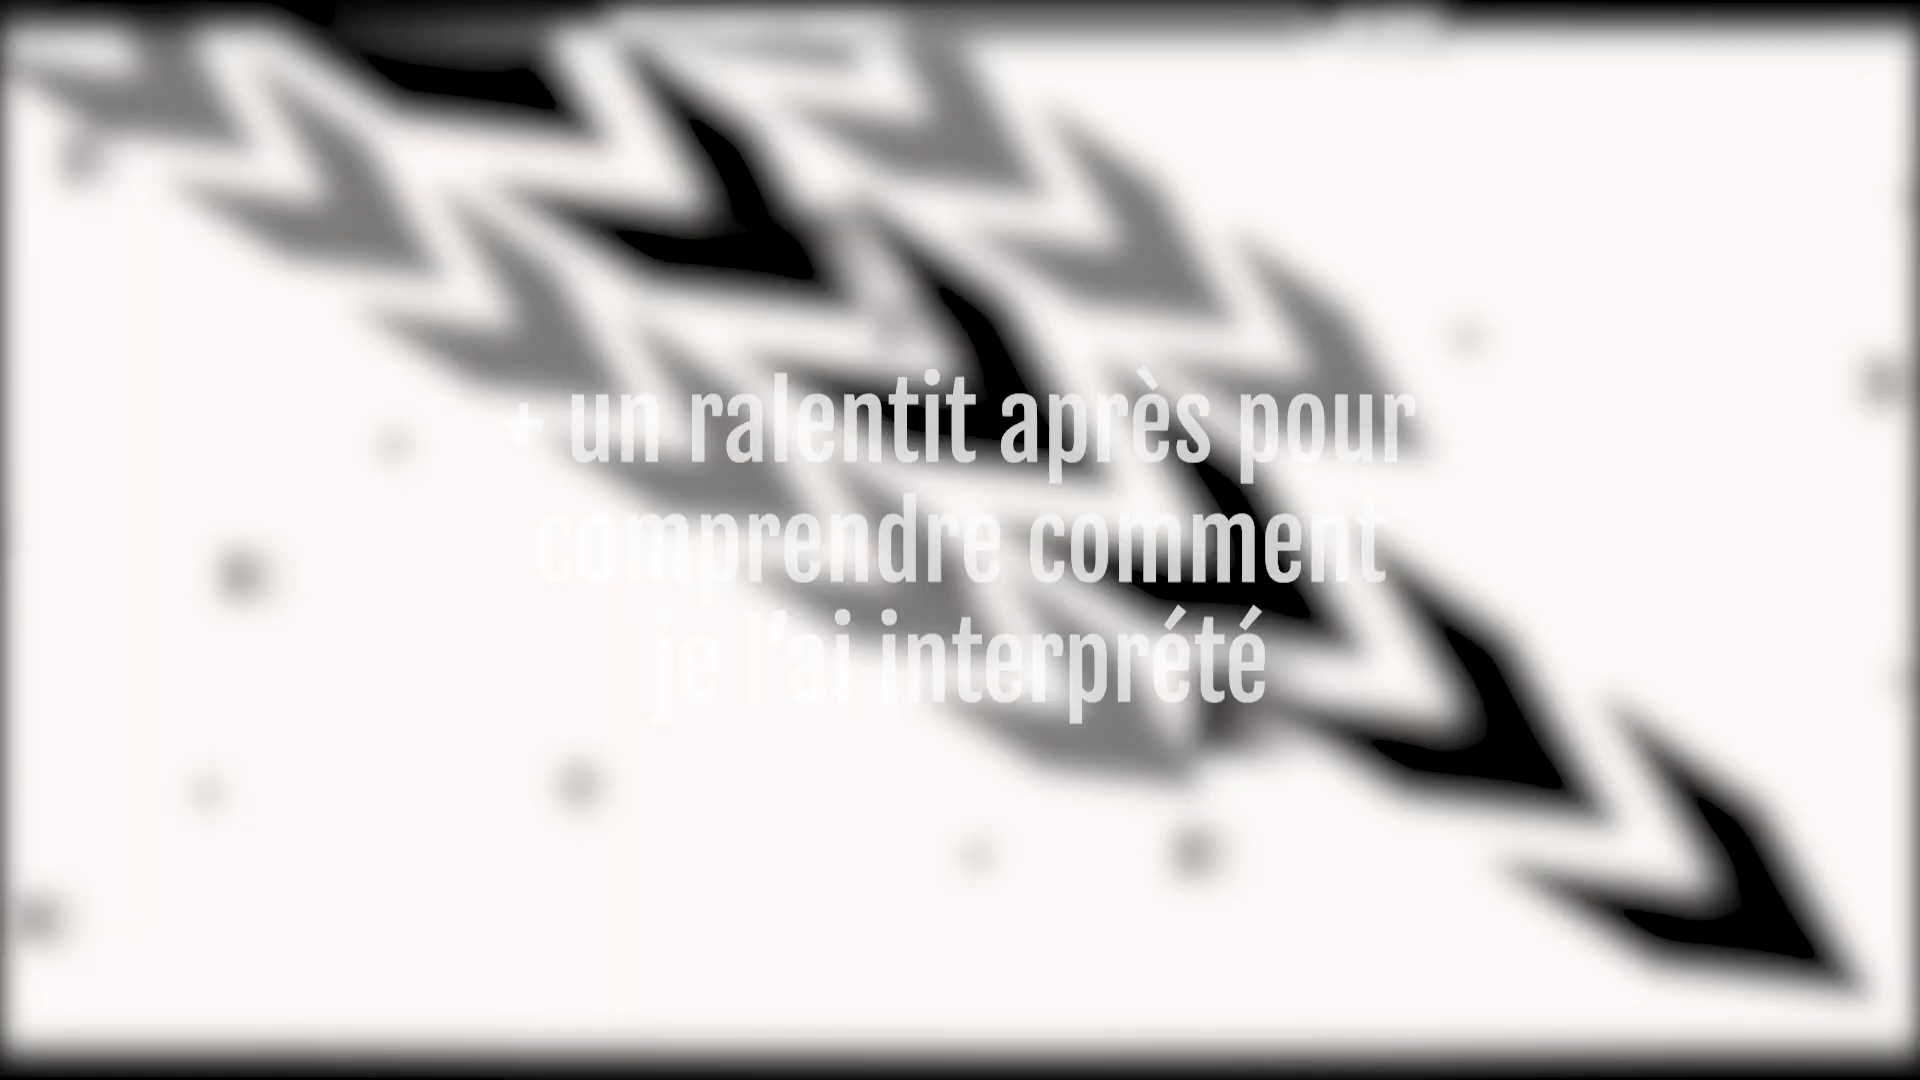 + un ralentit après pour
comprendre comment
je l'ai interprété